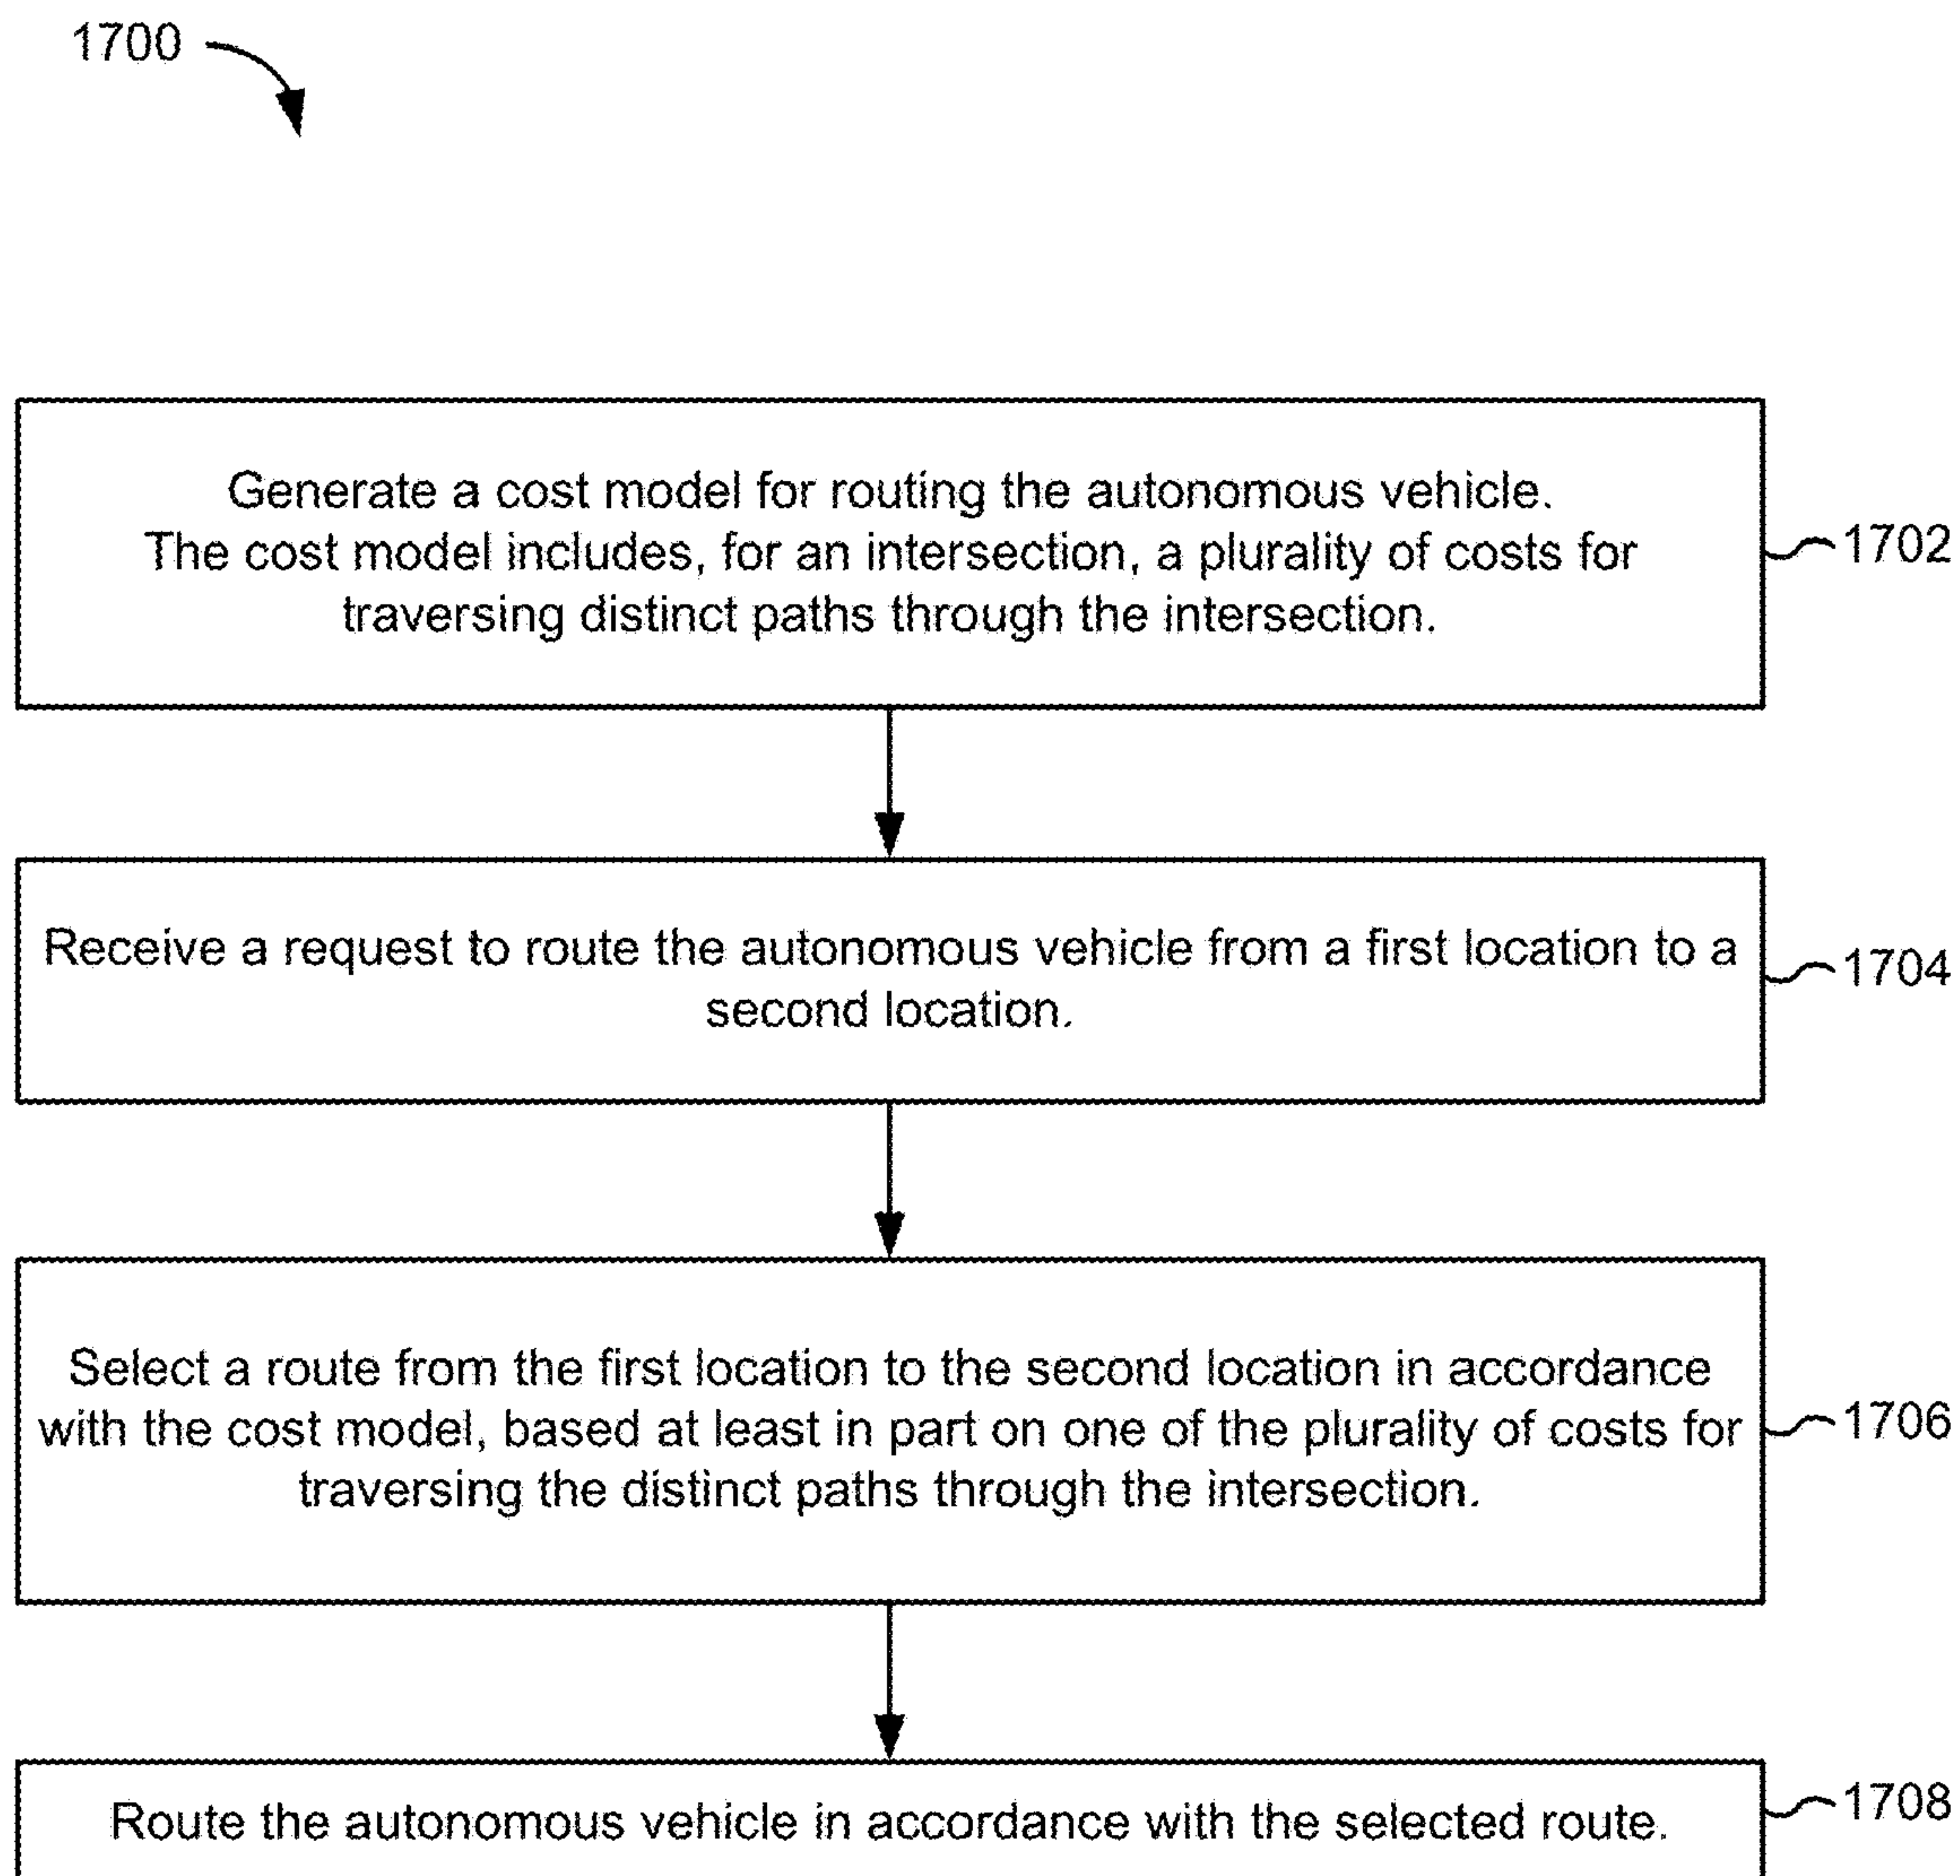 1700
Generate a cost model for routing the autonomous vehicle.
The cost model includes, for an intersection, a plurality of costs for
traversing distinct paths through the intersection.
1702
Receive a request to route the autonomous vehicle from a first location to a
second location.
1704
Select a route from the first location to the second location in accordance
with the cost model, based at least in part on one of the plurality of costs for
traversing the distinct paths through the intersection.
1706
Route the autonomous vehicle in accordance with the selected route.
1708